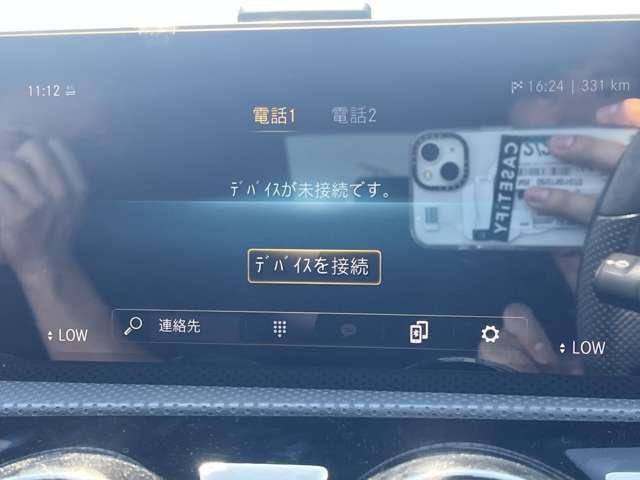 11:12
16:24 | 331 km
電話1 電話2
ﾃﾞﾊﾞｲｽが未接続です。
ﾃﾞﾊﾞｲｽを接続
連絡先
LOW
LOW
CASETiFY